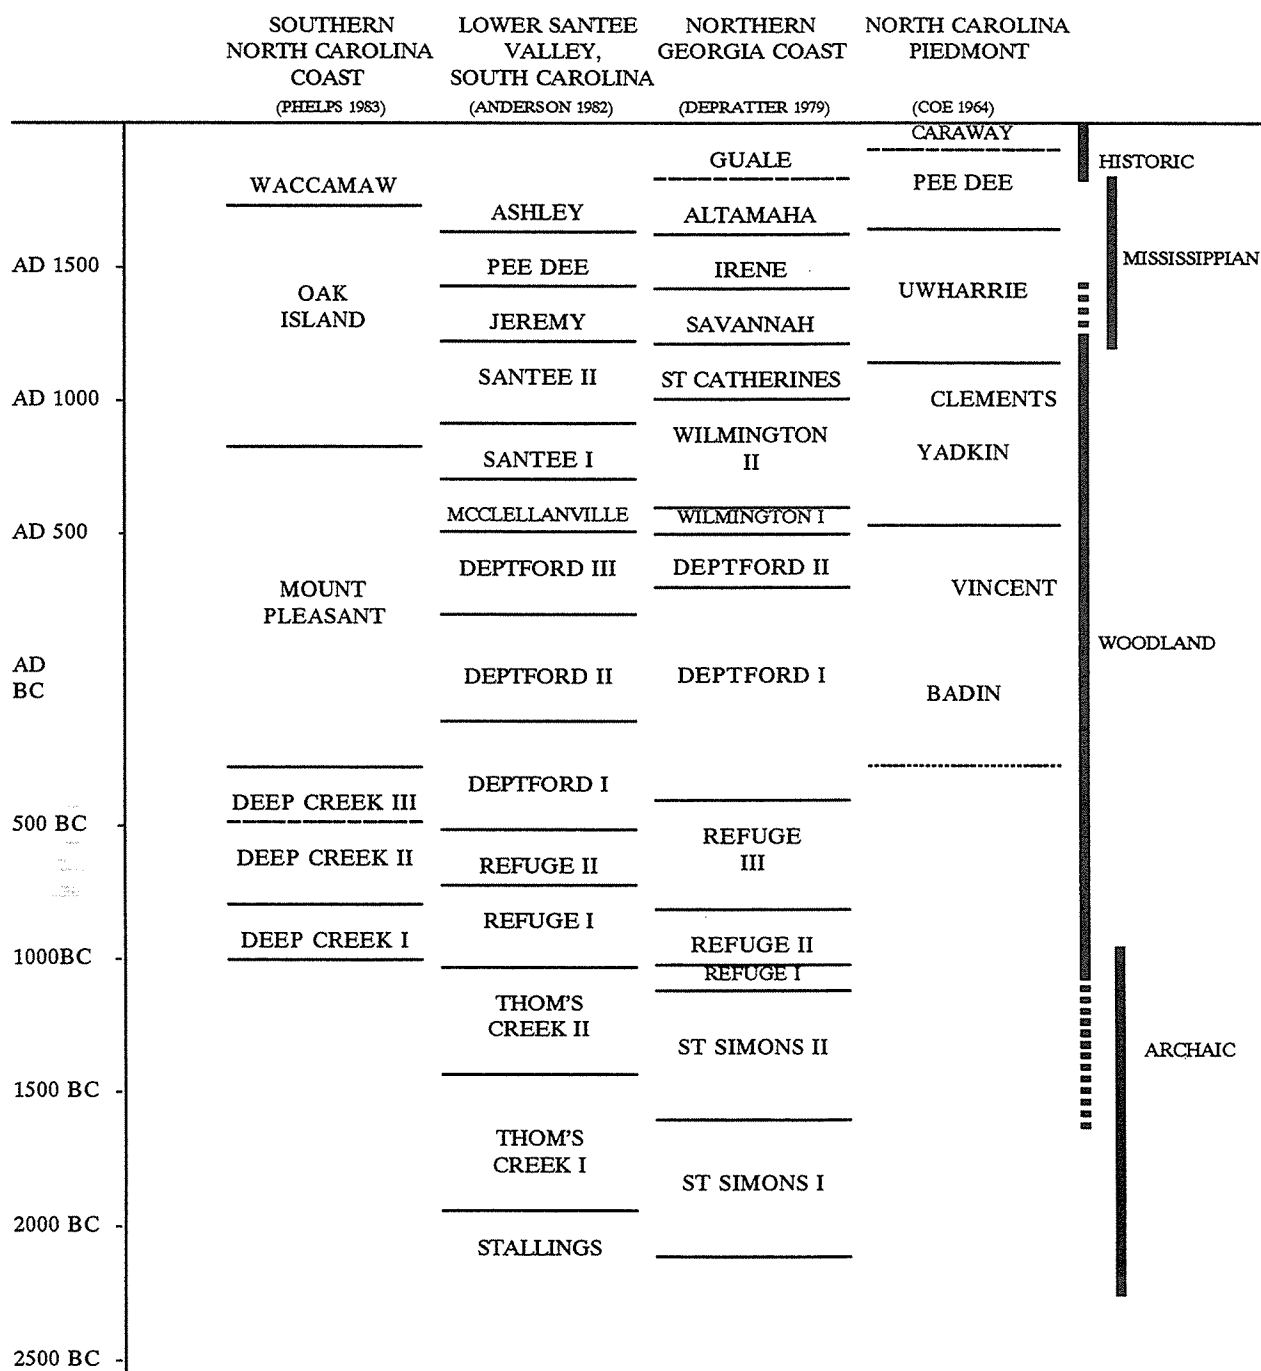 SOUTHERN
NORTH CAROLINA
COAST
(PHELPS 1983)
LOWER SANTEE
VALLEY,
SOUTH CAROLINA
(ANDERSON 1982)
NORTHERN
GEORGIA COAST
(DEPRATTER 1979)
NORTH CAROLINA
PIEDMONT
(COE 1964)
AD 1500
AD 1000
AD 500
AD
BC
500 BC
1000BC
1500 BC
2000 BC
2500 BC
WACCAMAW
OAK
ISLAND
MOUNT
PLEASANT
DEEP CREEK III
DEEP CREEK II
DEEP CREEK I
ASHLEY
PEE DEE
JEREMY
SANTEE II
SANTEE I
MCCLELLANVILLE
DEPTFORD III
DEPTFORD II
DEPTFORD I
REFUGE II
REFUGE I
THOM'S
CREEK II
THOM'S
CREEK I
STALLINGS
GUALE
ALTAMAHA
IRENE
SAVANNAH
ST CATHERINES
WILMINGTON
II
WILMINGTON I
DEPTFORD II
DEPTFORD I
REFUGE
III
REFUGE II
REFUGE I
ST SIMONS II
ST SIMONS I
CARAWAY
PEE DEE
UWHARRIE
CLEMENTS
YADKIN
VINCENT
BADIN
HISTORIC
MISSISSIPPIAN
WOODLAND
ARCHAIC